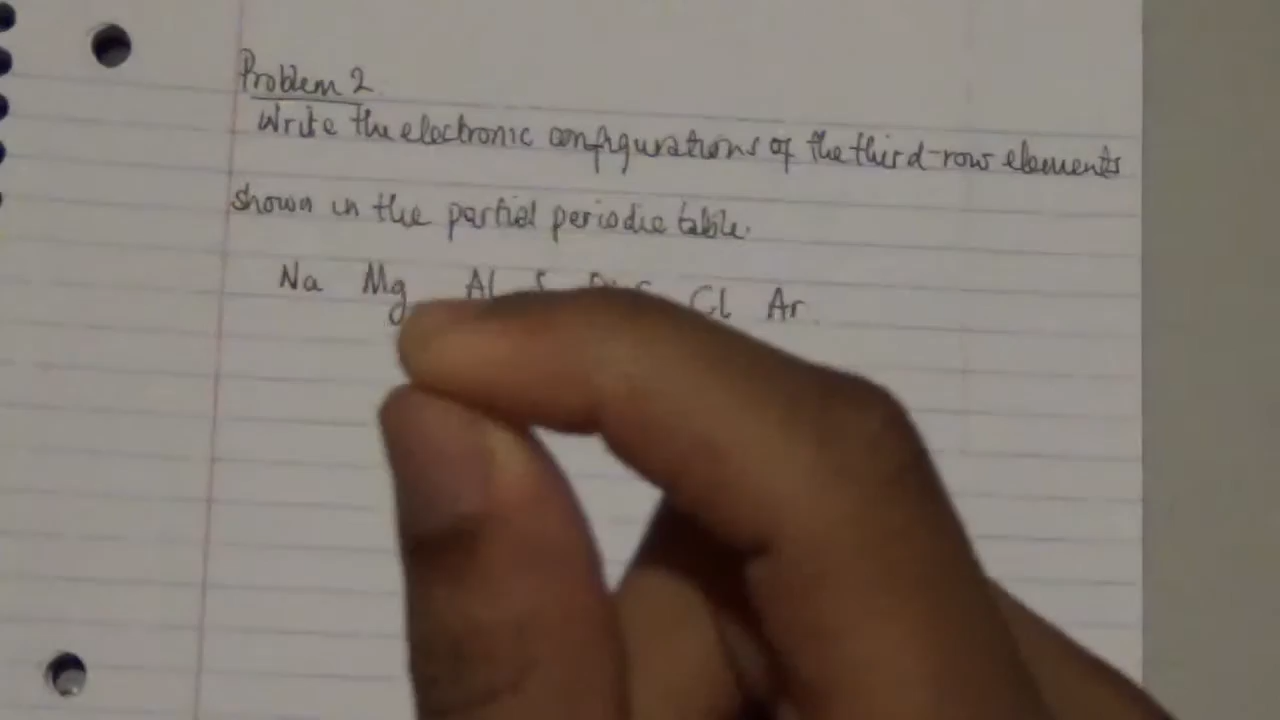 Problem 2
Write the electronic configurations of the third-row elements
shown in the partial periodic table.
Na Mg Al Cl Ar